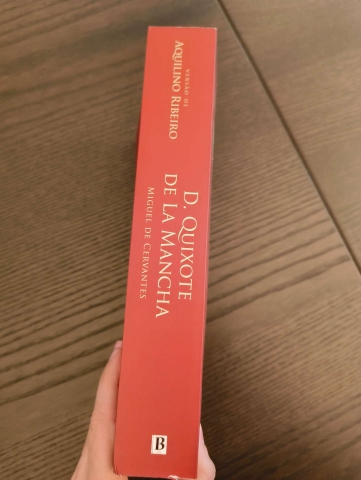 VERSÃO DE
AQUILINO RIBEIRO
D. QUIXOTE
DE LA MANCHA
MIGUEL DE CERVANTES
B